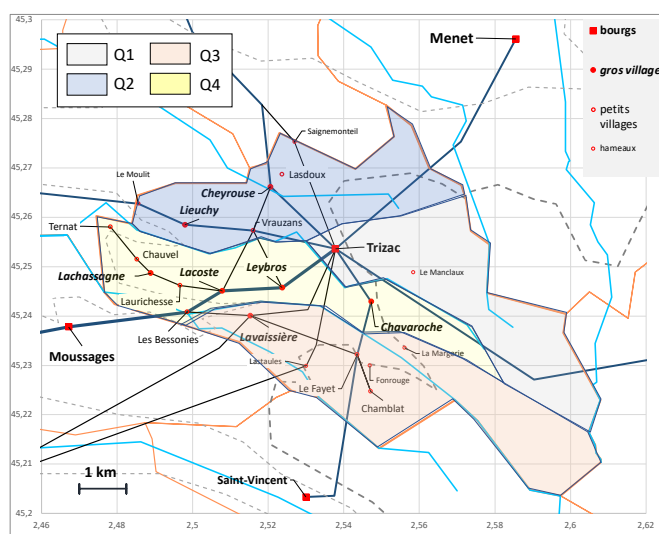 45,3
45,29
45,28
45,27
45,26
45,25
45,24
45,23
45,22
45,21
45,2
2,46
2,48
2,5
2,52
2,54
2,56
2,58
2,6
2,62
Q1
Q3
Q2
Q4
Menet
bourgs
gros village
petits
villages
hameaux
Saignemonteil
Le Moulit
Lasdoux
Cheyrouse
Lieuchy
Ternat
Vrauzans
Trizac
Chauvel
Lachassagne
Lacoste
Leybros
Le Manclaux
Laurichesse
Les Bessonies
Chavaroche
Moussages
Lavaissière
Lastaules
La Margerie
Le Fayet
Fonrouge
Chamblat
Saint-Vincent
1 km